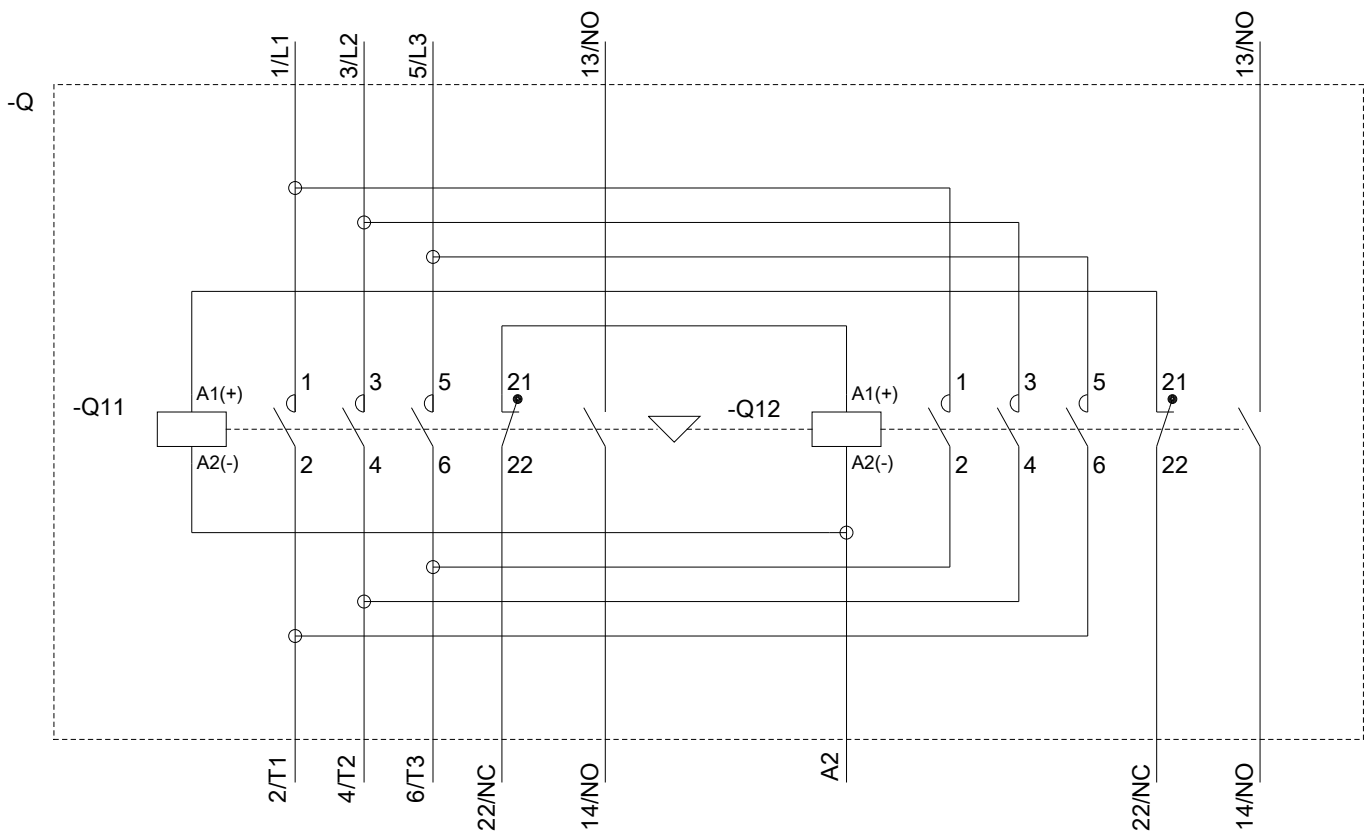 1/L1
3/L2
5/L3
13/NO
13/NO
-Q
-Q11
A1(+)
1
3
5
21
-Q12
A1(+)
1
3
5
21
A2(-)
2
4
6
22
A2(-)
2
4
6
22
2/T1
4/T2
6/T3
22/NC
14/NO
A2
22/NC
14/NO